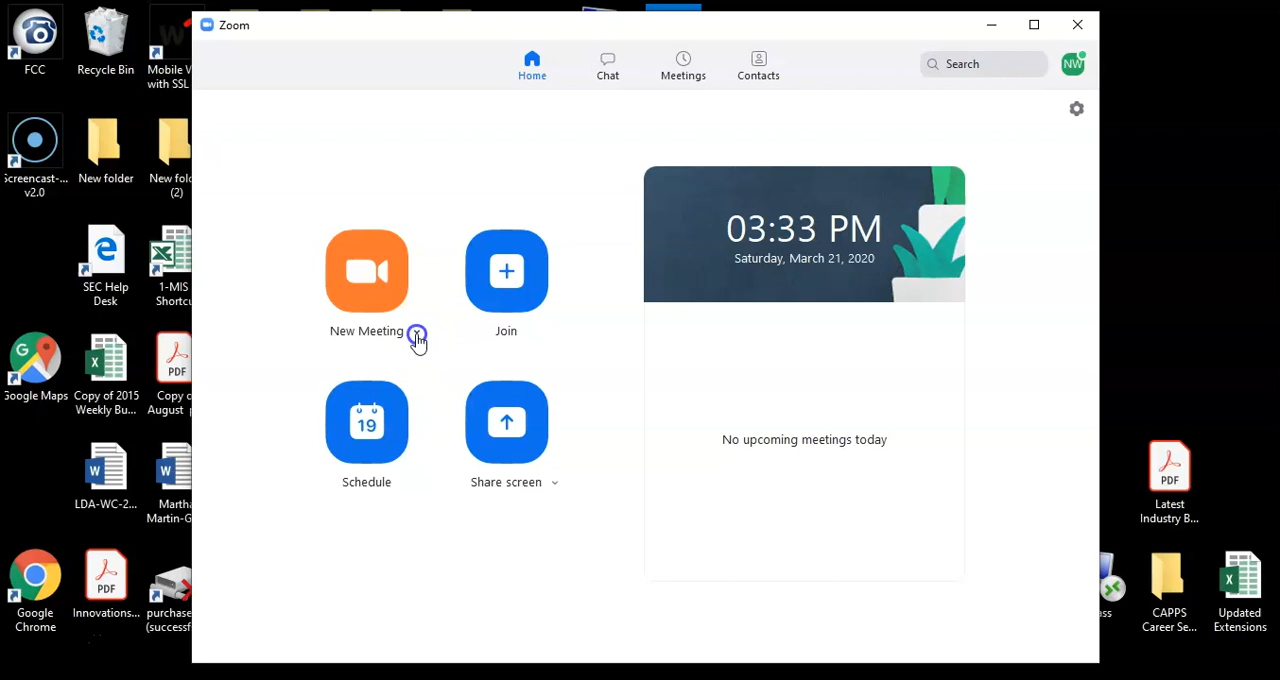 FCC
Recycle Bin
Mobile W
with SSL
Screencast-...
v2.0
New folder
New fol
(2)
SEC Help
Desk
1-MIS
Shortcu
Google Maps
Copy of 2015
Weekly Bu...
Copy o
August p
LDA-WC-2...
Marth
Martin-G
Google
Chrome
Innovations...
purchase
(successf
Zoom
Home
Chat
Meetings
Contacts
Search
NW
New Meeting
Join
19
Schedule
Share screen
03:33 PM
Saturday, March 21, 2020
No upcoming meetings today
PDF
PDF
PDF
Latest
Industry B...
ass
CAPPS
Career Se...
Updated
Extensions